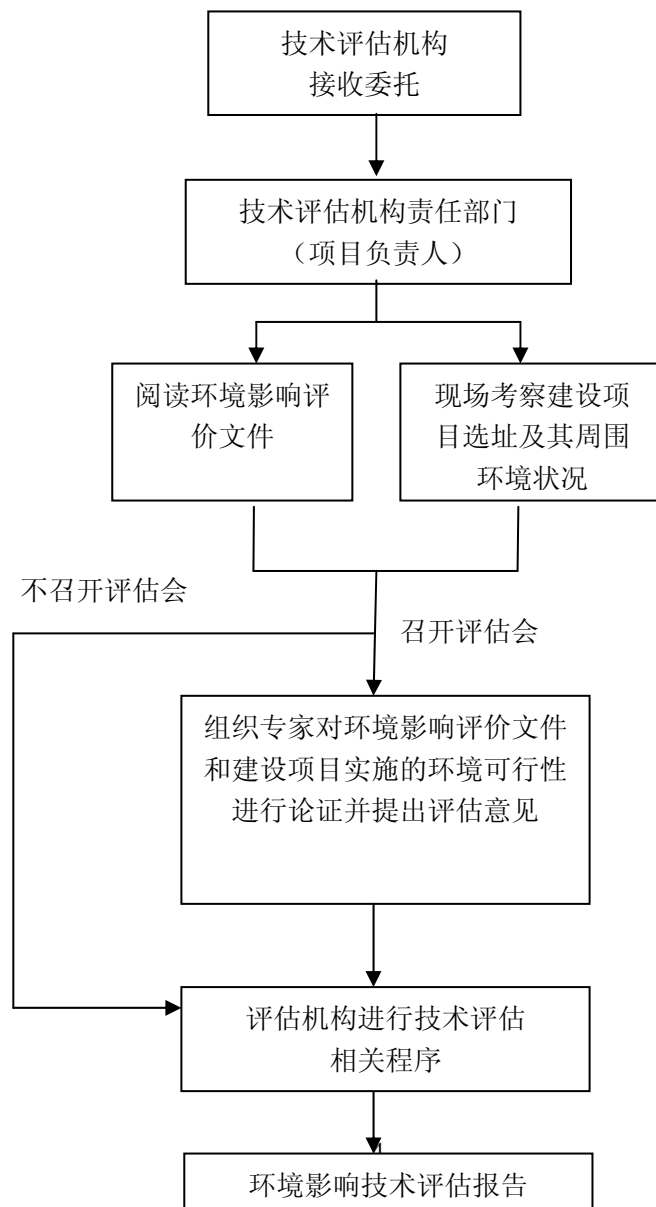 技术评估机构
接收委托
技术评估机构责任部门
（项目负责人）
阅读环境影响评
价文件
现场考察建设项
目选址及其周围
环境状况
不召开评估会
召开评估会
组织专家对环境影响评价文件
和建设项目实施的环境可行性
进行论证并提出评估意见
评估机构进行技术评估
相关程序
环境影响技术评估报告